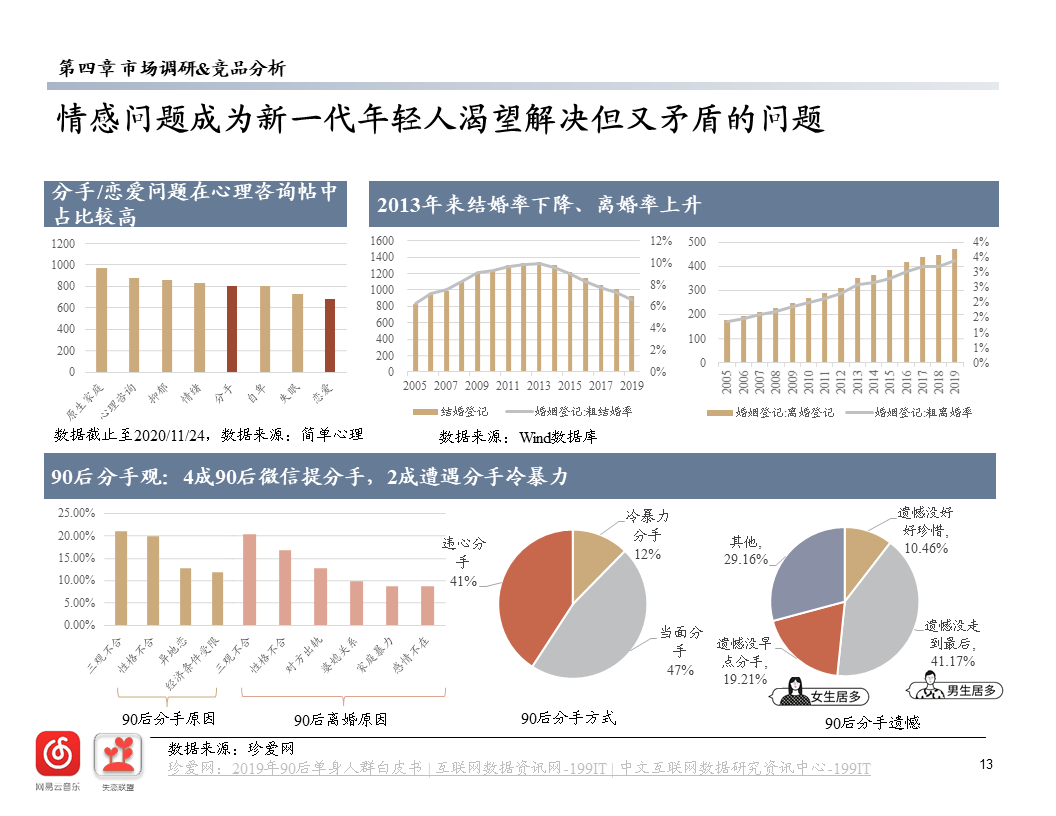 第四章 市场调研&竞品分析
情感问题成为新一代年轻人渴望解决但又矛盾的问题
分手/恋爱问题在心理咨询帖中
占比较高
1200
1000
800
600
400
200
0
原生家庭
心理咨询
抑郁
情绪
分手
自卑
失眠
恋爱
数据截止至2020/11/24，数据来源：简单心理
2013年来结婚率下降、离婚率上升
1600
1400
1200
1000
800
600
400
200
0
12%
10%
8%
6%
4%
2%
0%
2005 2007 2009 2011 2013 2015 2017 2019
结婚登记 婚姻登记:粗结婚率
数据来源：Wind数据库
500
400
300
200
100
0
4%
4%
3%
3%
2%
2%
1%
1%
0%
2005 2006 2007 2008 2009 2010 2011 2012 2013 2014 2015 2016 2017 2018 2019
婚姻登记:离婚登记 婚姻登记:粗离婚率
90后分手观：4成90后微信提分手，2成遭遇分手冷暴力
25.00%
20.00%
15.00%
10.00%
5.00%
0.00%
三观不合
性格不合
异地恋
经济条件受限
三观不合
性格不合
对方出轨
婆媳关系
家庭暴力
感情不在
90后分手原因
90后离婚原因
冷暴力
分手
12%
违心分
手
41%
当面分
手
47%
90后分手方式
遗憾没好
好珍惜,
10.46%
其他,
29.16%
遗憾没走
到最后,
41.17%
遗憾没早
点分手,
19.21%
女生居多
男生居多
90后分手遗憾
数据来源：珍爱网
珍爱网：2019年90后单身人群白皮书 | 互联网数据资讯网-199IT | 中文互联网数据研究资讯中心-199IT
网易云音乐
失恋联盟
13